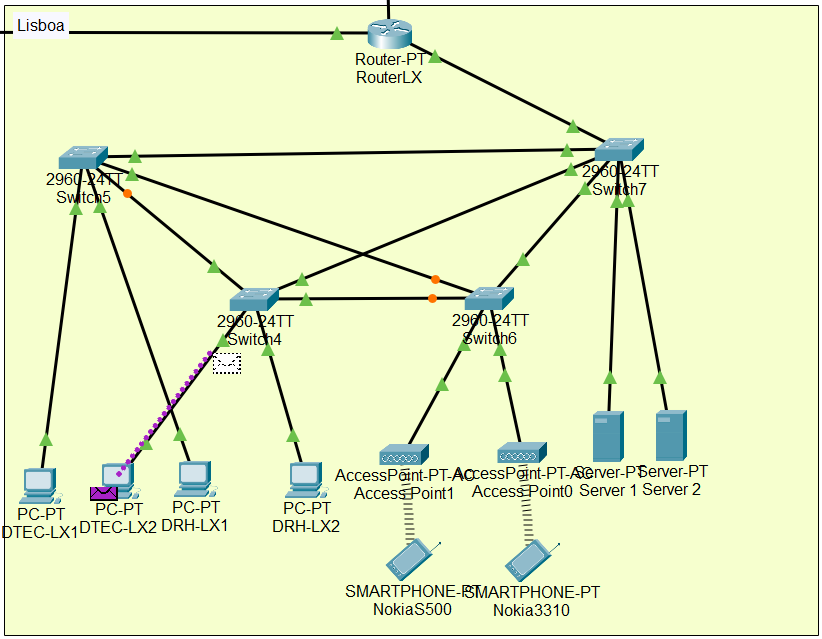 Lisboa
Router-PT
RouterLX
2960-24TT
Switch5
2960-24TT
Switch7
2960-24TT
Switch4
2960-24TT
Switch6
PC-PT
DTEC-LX1
PC-PT
DTEC-LX2
PC-PT
DRH-LX1
PC-PT
DRH-LX2
AccessPoint-PT-AC
Access Point1
AccessPoint-PT-AC
Access Point0
Server-PT
Server 1
Server-PT
Server 2
SMARTPHONE-PT
NokiaS500
SMARTPHONE-PT
Nokia3310